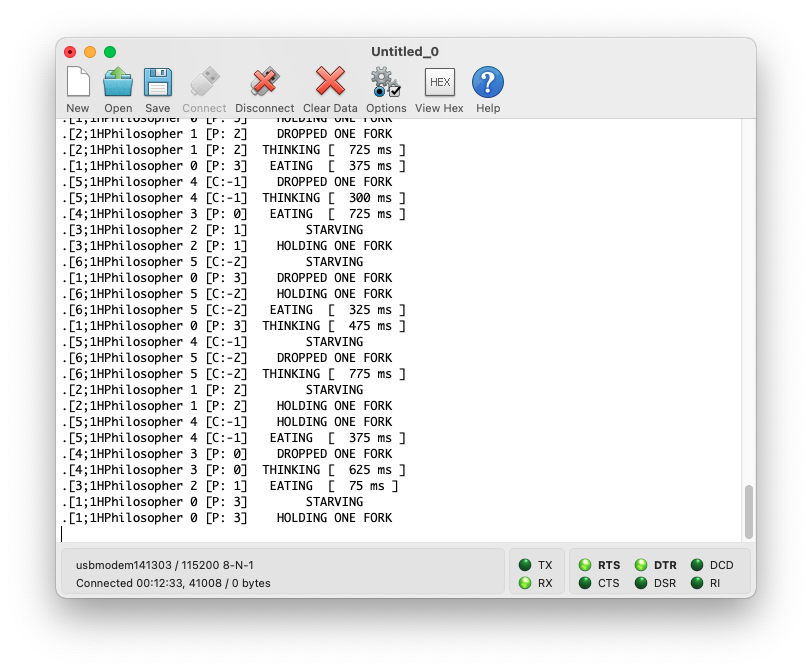 Untitled_0
New Open Save Connect Disconnect Clear Data Options View Hex Help
HEX
.[1;1HPhilosopher 0 [P: 3]    HOLDING ONE FORK
.[2;1HPhilosopher 1 [P: 2]    DROPPED ONE FORK
.[2;1HPhilosopher 1 [P: 2]  THINKING [  725 ms ]
.[1;1HPhilosopher 0 [P: 3]   EATING  [  375 ms ]
.[5;1HPhilosopher 4 [C:-1]    DROPPED ONE FORK
.[5;1HPhilosopher 4 [C:-1]  THINKING [  300 ms ]
.[4;1HPhilosopher 3 [P: 0]   EATING  [  725 ms ]
.[3;1HPhilosopher 2 [P: 1]        STARVING
.[3;1HPhilosopher 2 [P: 1]    HOLDING ONE FORK
.[6;1HPhilosopher 5 [C:-2]        STARVING
.[1;1HPhilosopher 0 [P: 3]    DROPPED ONE FORK
.[6;1HPhilosopher 5 [C:-2]    HOLDING ONE FORK
.[6;1HPhilosopher 5 [C:-2]   EATING  [  325 ms ]
.[1;1HPhilosopher 0 [P: 3]  THINKING [  475 ms ]
.[5;1HPhilosopher 4 [C:-1]        STARVING
.[6;1HPhilosopher 5 [C:-2]    DROPPED ONE FORK
.[6;1HPhilosopher 5 [C:-2]  THINKING [  775 ms ]
.[2;1HPhilosopher 1 [P: 2]        STARVING
.[2;1HPhilosopher 1 [P: 2]    HOLDING ONE FORK
.[5;1HPhilosopher 4 [C:-1]    HOLDING ONE FORK
.[5;1HPhilosopher 4 [C:-1]   EATING  [  375 ms ]
.[4;1HPhilosopher 3 [P: 0]    DROPPED ONE FORK
.[4;1HPhilosopher 3 [P: 0]  THINKING [  625 ms ]
.[3;1HPhilosopher 2 [P: 1]   EATING  [  75 ms ]
.[1;1HPhilosopher 0 [P: 3]        STARVING
.[1;1HPhilosopher 0 [P: 3]    HOLDING ONE FORK
usbmodem141303 / 115200 8-N-1
Connected 00:12:33, 41008 / 0 bytes
TX RTS DTR DCD
RX CTS DSR RI